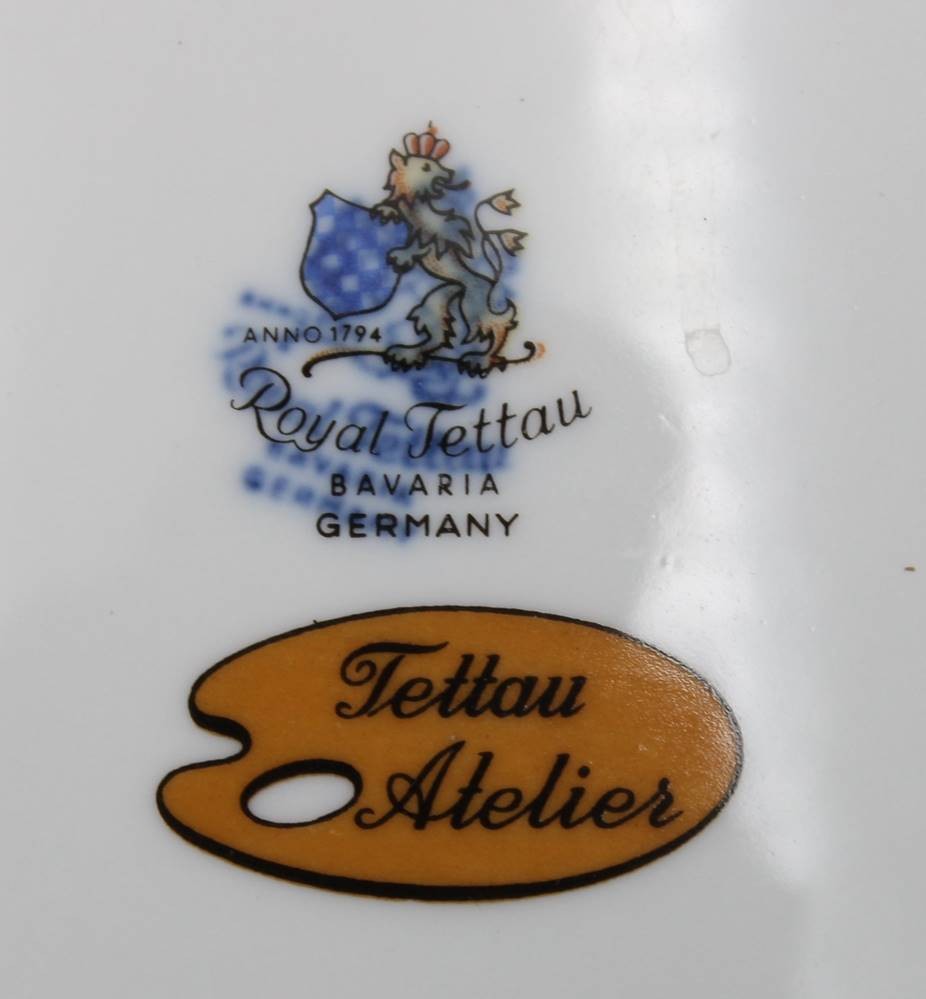 ANNO 1794
Royal Tettau
BAVARIA
GERMANY
Tettau
Atelier